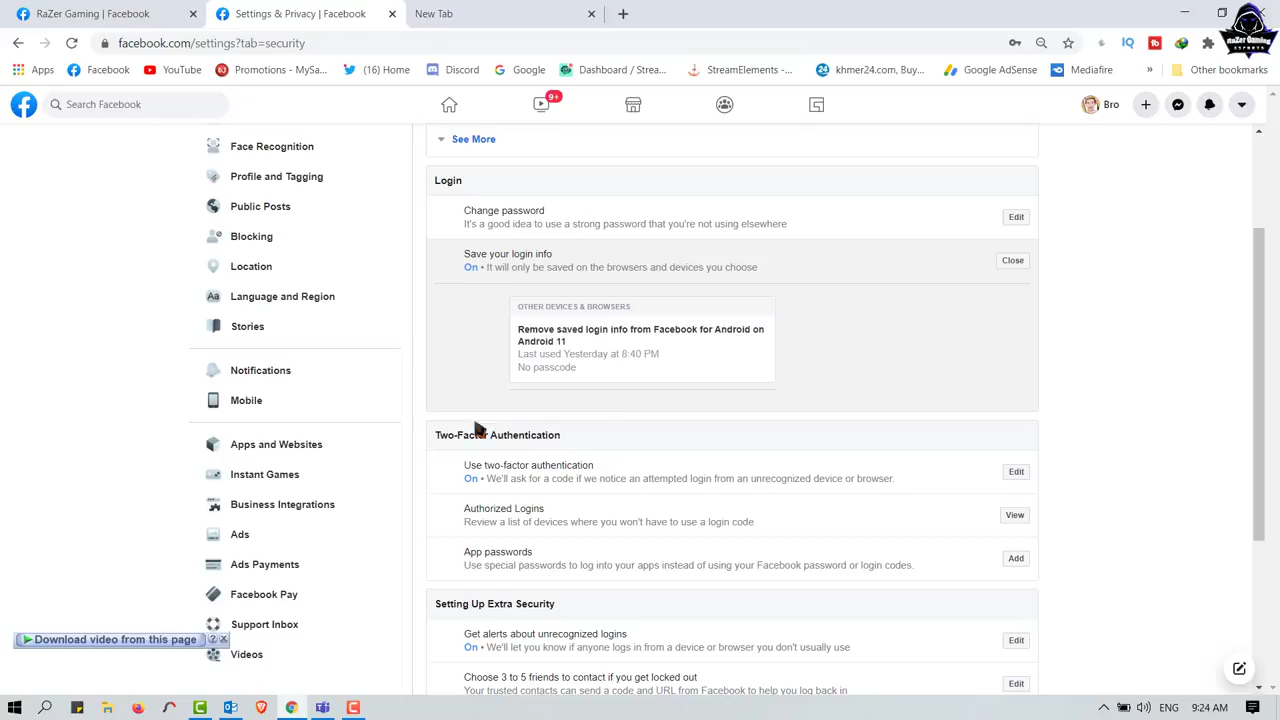 RaZer Gaming | Facebook
Settings & Privacy | Facebook
New Tab
facebook.com/settings?tab=security
RaZer Gaming
ESPORTS
Apps
Facebook
YouTube
Promotions - MySa...
(16) Home
Discord
Google
Dashboard / Strea...
StreamElements -...
khmer24.com, Buy...
Google AdSense
Mediafire
»
Other bookmarks
Search Facebook
9+
Bro
Face Recognition
Profile and Tagging
Public Posts
Blocking
Location
Aa Language and Region
Stories
Notifications
Mobile
Apps and Websites
Instant Games
Business Integrations
Ads
Ads Payments
Facebook Pay
Support Inbox
Videos
Download video from this page
?
See More
Login
Change password
It's a good idea to use a strong password that you're not using elsewhere
Edit
Save your login info
On • It will only be saved on the browsers and devices you choose
Close
OTHER DEVICES & BROWSERS
Remove saved login info from Facebook for Android on
Android 11
Last used Yesterday at 8:40 PM
No passcode
Two-Factor Authentication
Use two-factor authentication
On • We'll ask for a code if we notice an attempted login from an unrecognized device or browser.
Edit
Authorized Logins
Review a list of devices where you won't have to use a login code
View
App passwords
Use special passwords to log into your apps instead of using your Facebook password or login codes.
Add
Setting Up Extra Security
Get alerts about unrecognized logins
On • We'll let you know if anyone logs in from a device or browser you don't usually use
Edit
Choose 3 to 5 friends to contact if you get locked out
Your trusted contacts can send a code and URL from Facebook to help you log back in
Edit
ENG
9:24 AM